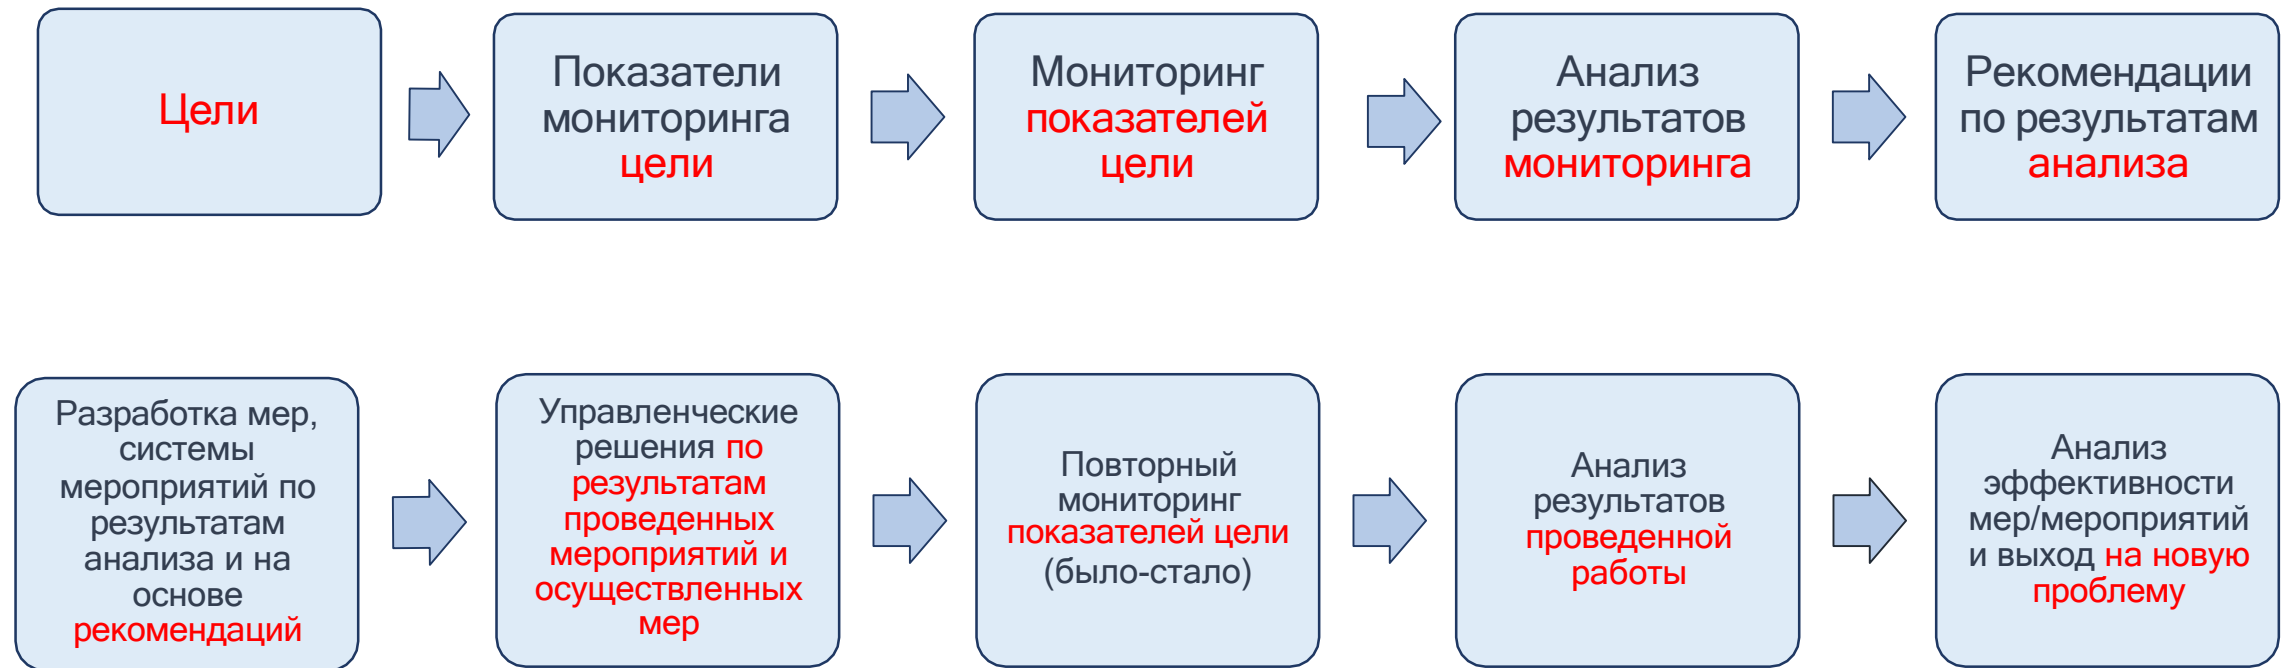 Цели
Показатели
мониторинга
цели
Мониторинг
показателей
цели
Анализ
результатов
мониторинга
Рекомендации
по результатам
анализа
Разработка мер,
системы
мероприятий по
результатам
анализа и на
основе
рекомендаций
Управленческие
решения по
результатам
проведенных
мероприятий и
осуществленных
мер
Повторный
мониторинг
показателей цели
(было-стало)
Анализ
результатов
проведенной
работы
Анализ
эффективности
мер/мероприятий
и выход на новую
проблему